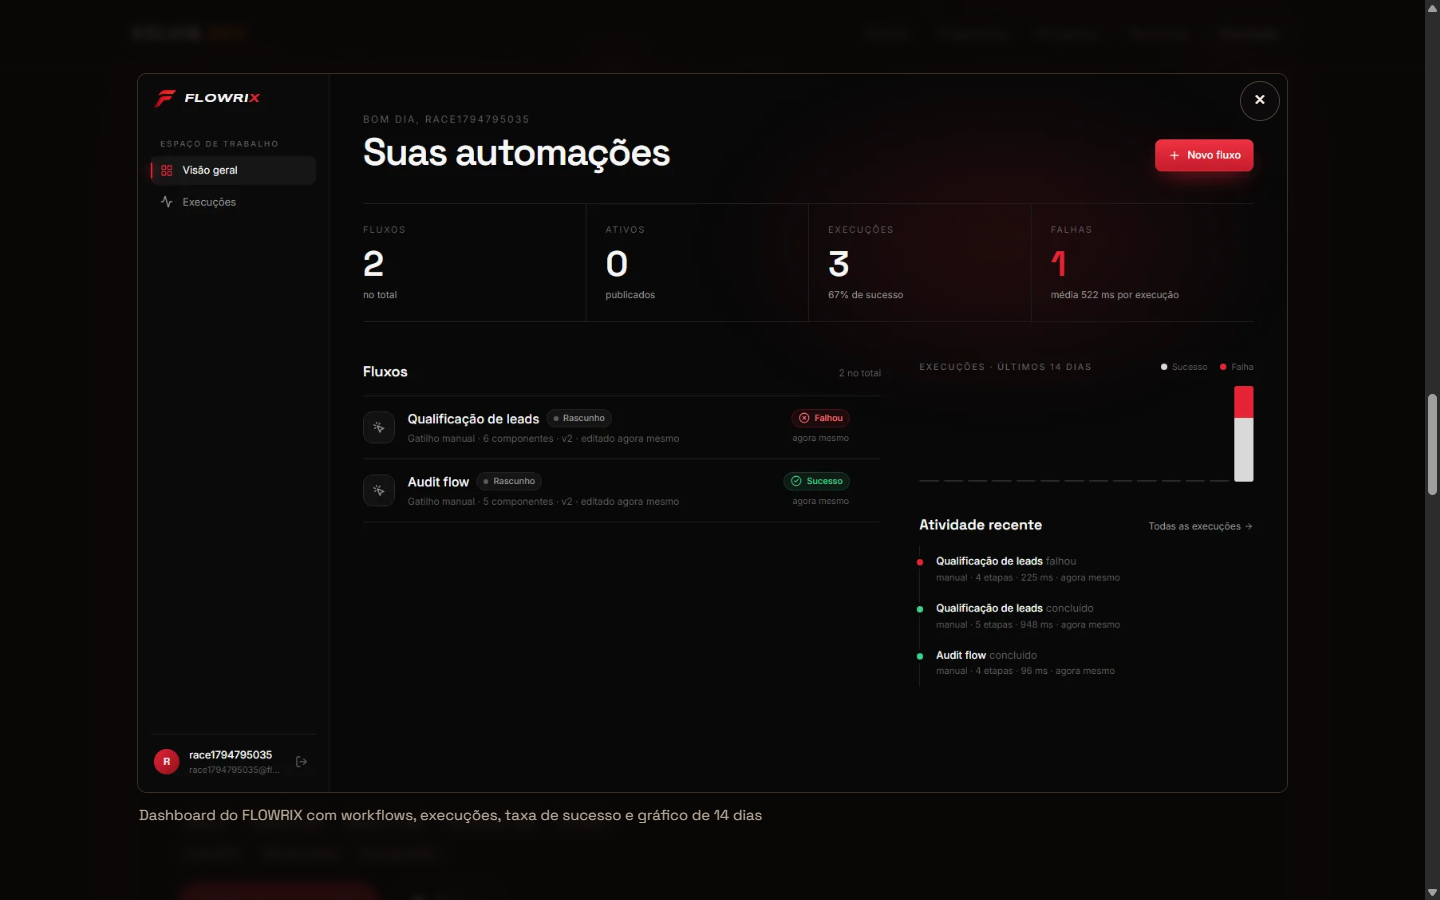 FLOWRIX
ESPAÇO DE TRABALHO
Visão geral
Execuções
race1794795035
race1794795035@fl...
R
BOM DIA, RACE1794795035
Suas automações
Novo fluxo
FLUXOS
2
no total
ATIVOS
0
publicados
EXECUÇÕES
3
67% de sucesso
FALHAS
1
média 522 ms por execução
Fluxos
2 no total
Qualificação de leads
Rascunho
Gatilho manual · 6 componentes · v2 · editado agora mesmo
Falhou
agora mesmo
Audit flow
Rascunho
Gatilho manual · 5 componentes · v2 · editado agora mesmo
Sucesso
agora mesmo
EXECUÇÕES · ÚLTIMOS 14 DIAS
Sucesso
Falha
Atividade recente
Todas as execuções →
Qualificação de leads falhou
manual · 4 etapas · 225 ms · agora mesmo
Qualificação de leads concluído
manual · 5 etapas · 948 ms · agora mesmo
Audit flow concluído
manual · 4 etapas · 96 ms · agora mesmo
Dashboard do FLOWRIX com workflows, execuções, taxa de sucesso e gráfico de 14 dias